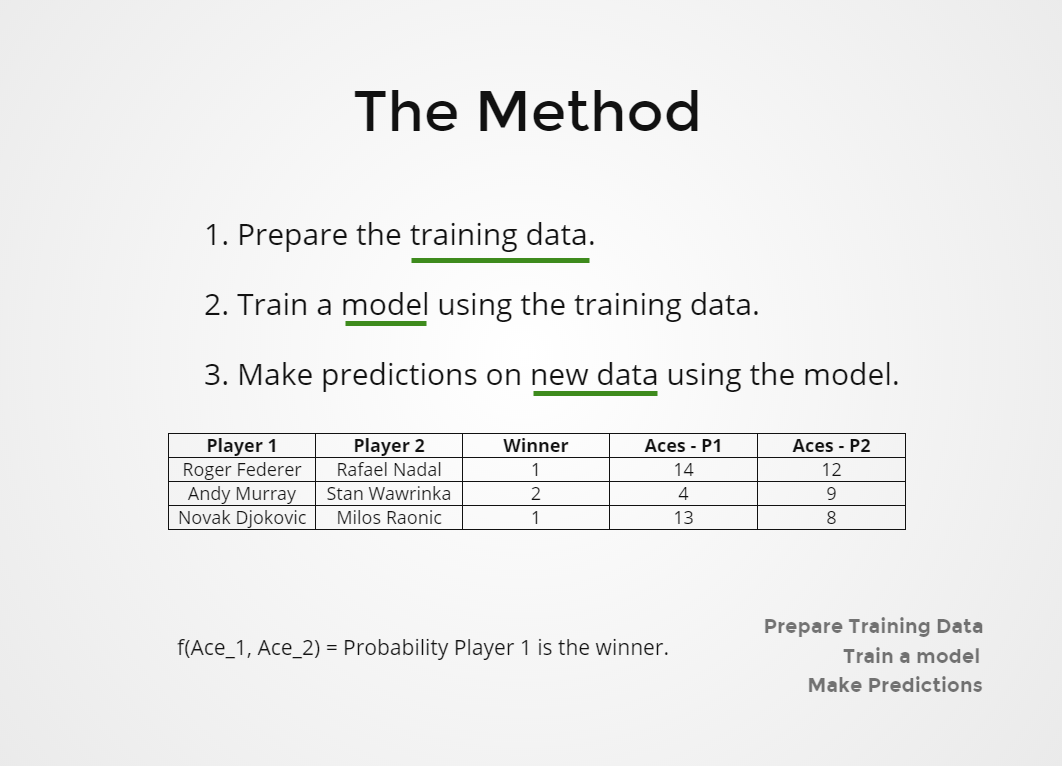 The Method
1. Prepare the training data.
2. Train a model using the training data.
3. Make predictions on new data using the model.
Player 1 Player 2 Winner Aces - P1 Aces - P2
Roger Federer Rafael Nadal 1 14 12
Andy Murray Stan Wawrinka 2 4 9
Novak Djokovic Milos Raonic 1 13 8
f(Ace_1, Ace_2) = Probability Player 1 is the winner.
Prepare Training Data
Train a model
Make Predictions